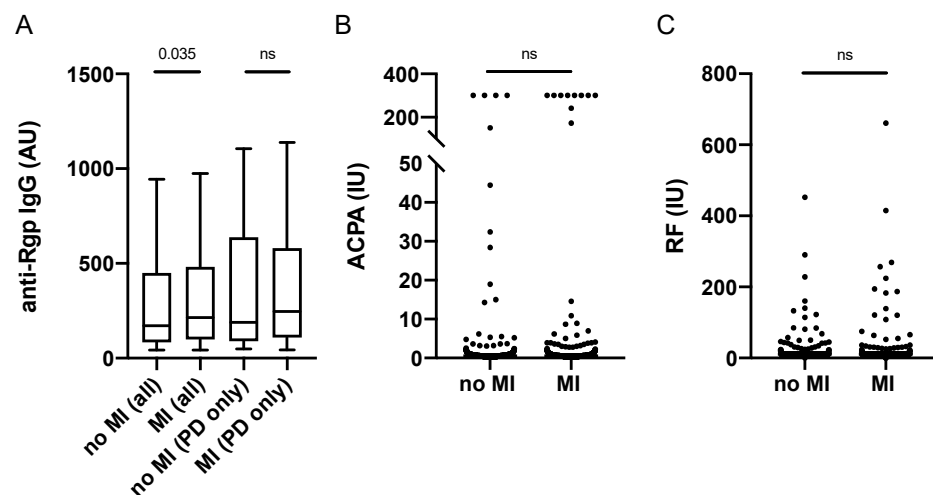 A
0.035
ns
1500
1000
500
0
anti-Rgp IgG (AU)
no MI (all)
MI (all)
no MI (PD only)
MI (PD only)
B
ns
400
200
50
40
30
20
10
0
ACPA (IU)
no MI
MI
C
ns
800
600
400
200
0
RF (IU)
no MI
MI